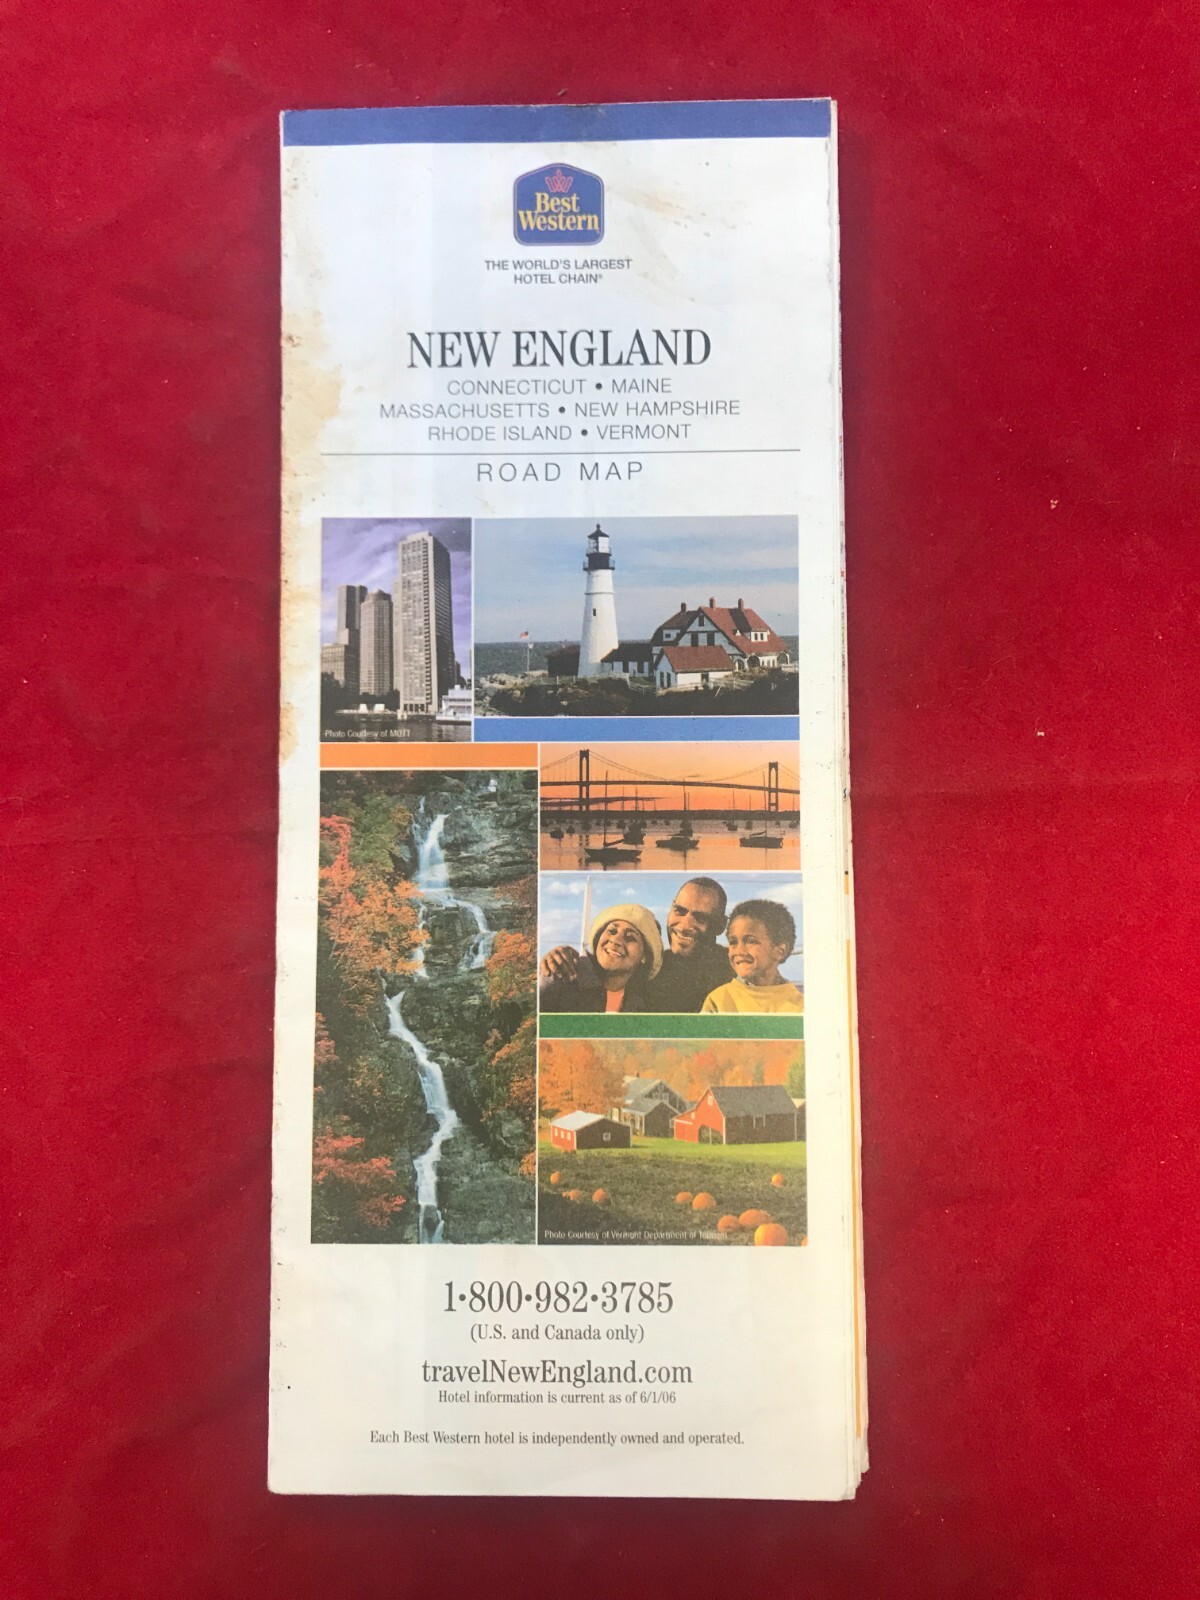 Best
Western
THE WORLD'S LARGEST
HOTEL CHAIN®
NEW ENGLAND
CONNECTICUT • MAINE
MASSACHUSETTS • NEW HAMPSHIRE
RHODE ISLAND • VERMONT
ROAD MAP
Photo Courtesy of MOTT
Photo Courtesy of Vermont Department of Tourism
1•800•982•3785
(U.S. and Canada only)
travelNewEngland.com
Hotel information is current as of 6/1/06
Each Best Western hotel is independently owned and operated.